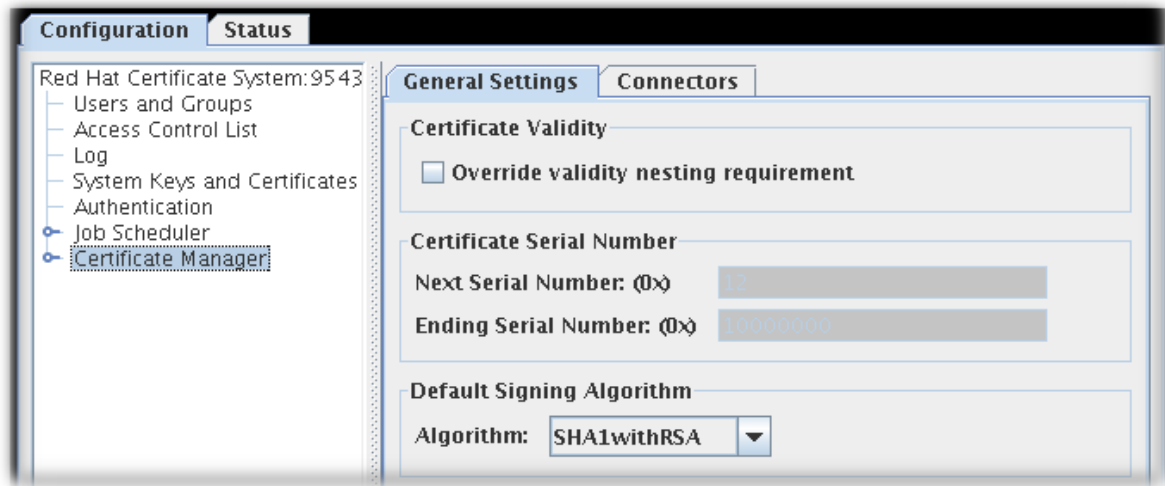 Configuration Status
Red Hat Certificate System:9543
Users and Groups
Access Control List
Log
System Keys and Certificates
Authentication
Job Scheduler
Certificate Manager
General Settings Connectors
Certificate Validity
Override validity nesting requirement
Certificate Serial Number
Next Serial Number: (0x) 12
Ending Serial Number: (0x) 10000000
Default Signing Algorithm
Algorithm: SHA1withRSA